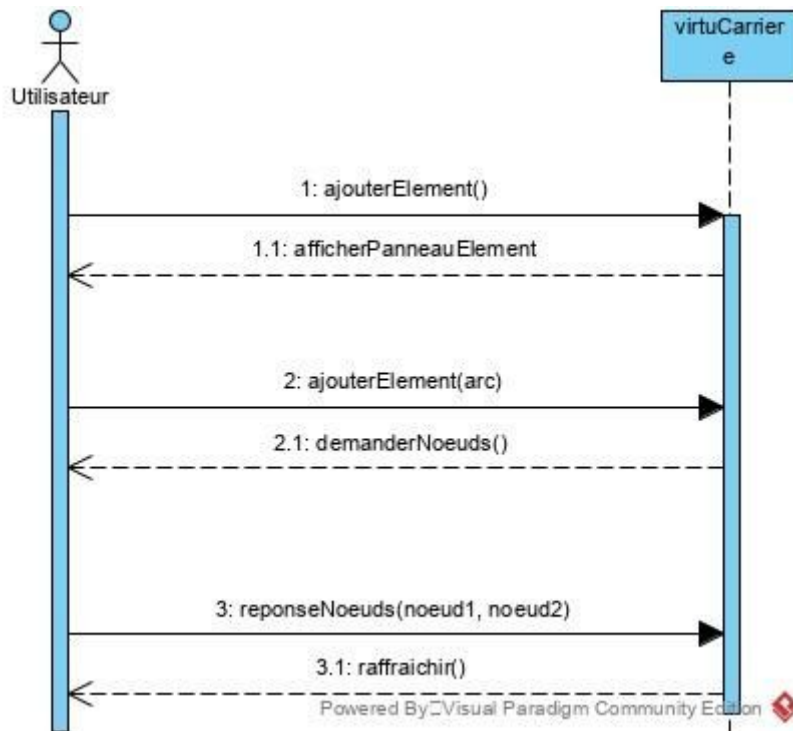 virtuCarrier
e
Utilisateur
1: ajouterElement()
1.1: afficherPanneauElement
2: ajouterElement(arc)
2.1: demanderNoeuds()
3: reponseNoeuds(noeud1, noeud2)
3.1: raffraichir()
Powered By Visual Paradigm Community Edition